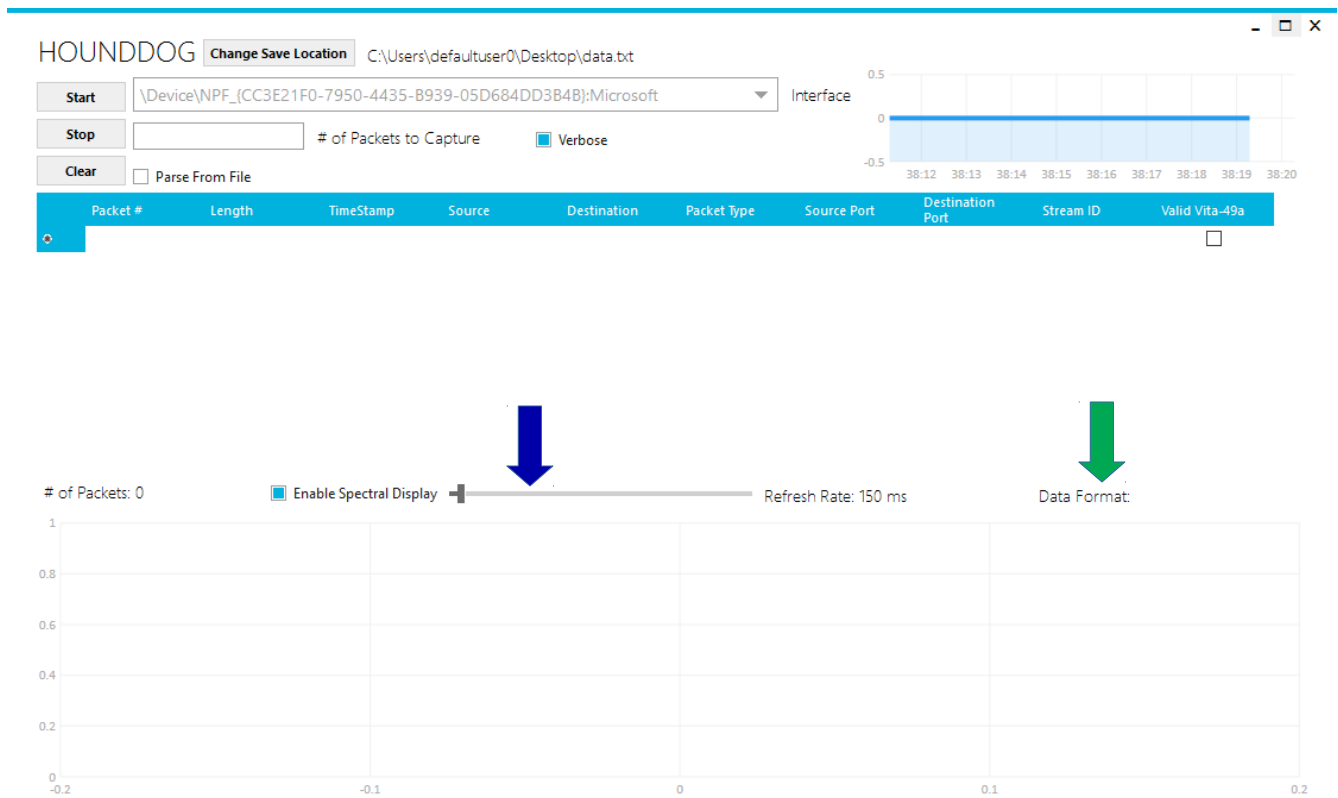 HOUNDDOG Change Save Location C:\Users\defaultuser0\Desktop\data.txt
Start \Device\NPF_{CC3E21F0-7950-4435-B939-05D684DD3B4B}:Microsoft Interface
Stop # of Packets to Capture Verbose
Clear Parse From File
0.5
0
-0.5
38:12 38:13 38:14 38:15 38:16 38:17 38:18 38:19 38:20
Packet # Length TimeStamp Source Destination Packet Type Source Port Destination Port Stream ID Valid Vita-49a
# of Packets: 0 Enable Spectral Display Refresh Rate: 150 ms Data Format:
1
0.8
0.6
0.4
0.2
0
-0.2 -0.1 0 0.1 0.2